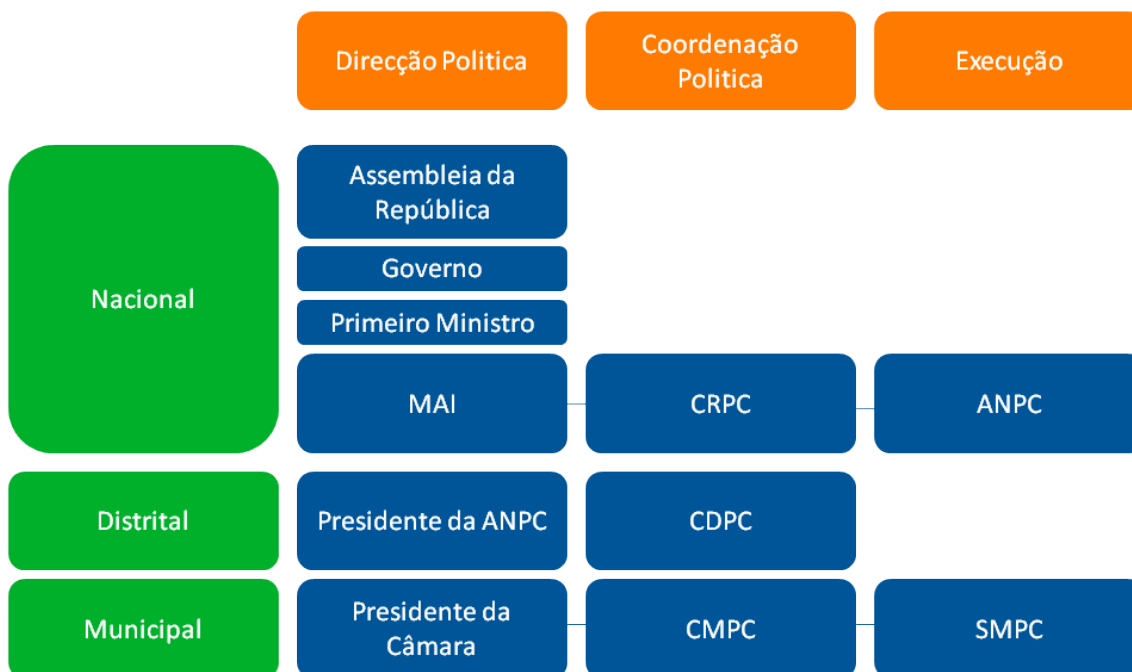 Direcção Politica
Coordenação
Politica
Execução
Nacional
Assembleia da
República
Governo
Primeiro Ministro
MAI
CRPC
ANPC
Distrital
Presidente da ANPC
CDPC
Municipal
Presidente da
Câmara
CMPC
SMPC